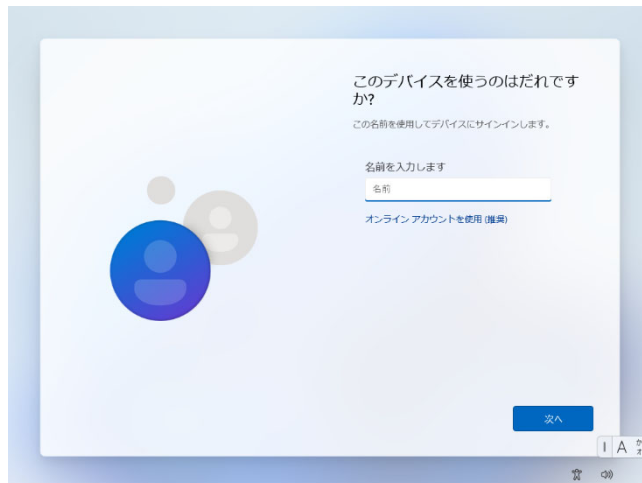 このデバイスを使うのはだれです
か?
この名前を使用してデバイスにサインインします。
名前を入力します
名前
オンライン アカウントを使用 (推奨)
次へ
A